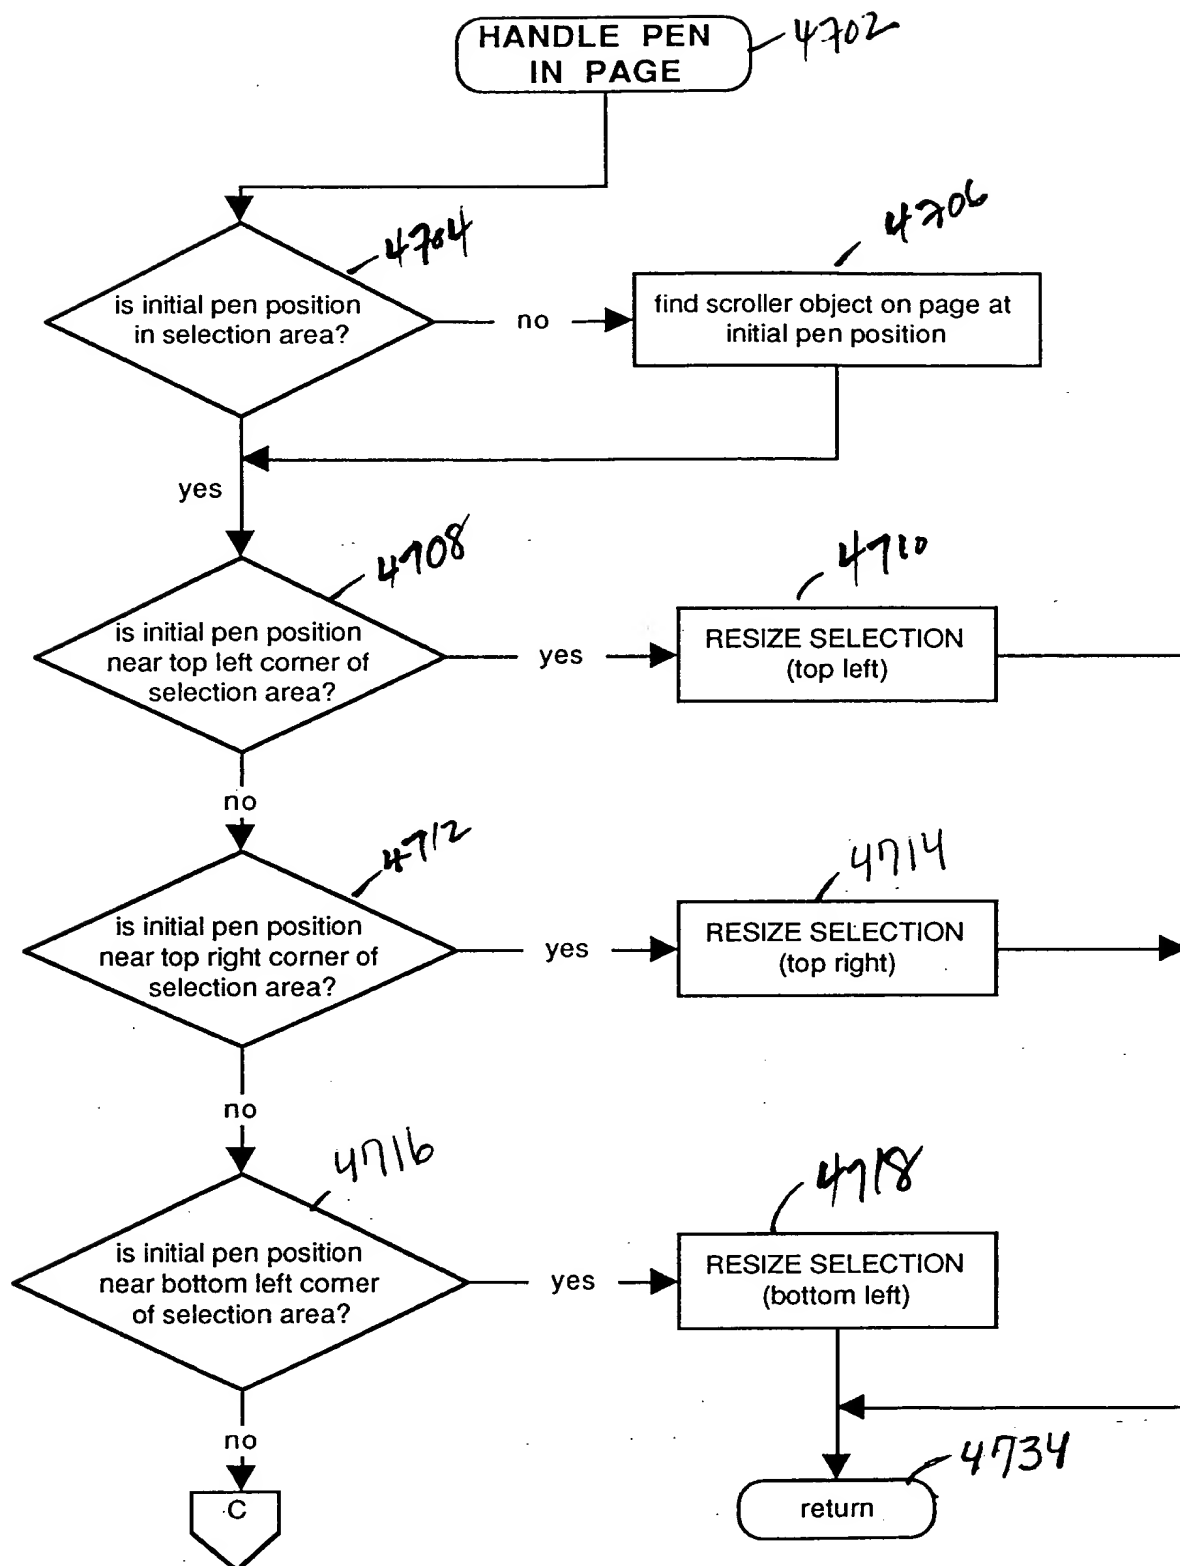 HANDLE PEN
IN PAGE
4702
4704
is initial pen position
in selection area?
no
4706
find scroller object on page at
initial pen position
yes
4708
is initial pen position
near top left corner of
selection area?
yes
4710
RESIZE SELECTION
(top left)
no
4712
is initial pen position
near top right corner of
selection area?
yes
4714
RESIZE SELECTION
(top right)
no
4716
is initial pen position
near bottom left corner
of selection area?
yes
4718
RESIZE SELECTION
(bottom left)
no
C
4734
return